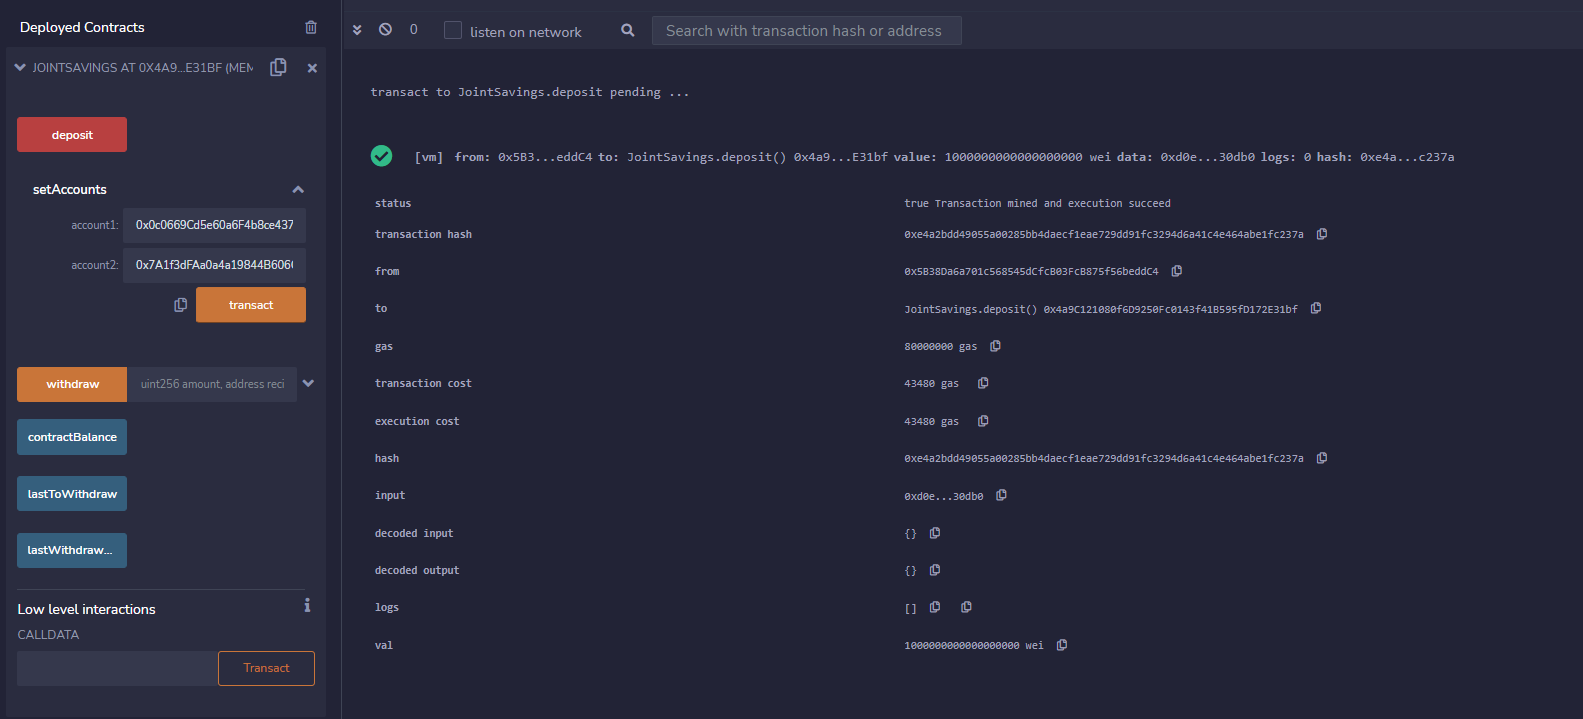 Deployed Contracts
JOINTSAVINGS AT 0X4A9...E31BF (MEM
deposit
setAccounts
account1: 0x0c0669Cd5e60a6F4b8ce437
account2: 0x7A1f3dFAa0a4a19844B606
transact
withdraw uint256 amount, address reci
contractBalance
lastToWithdraw
lastWithdraw...
Low level interactions
CALLDATA
Transact
0 listen on network Search with transaction hash or address
transact to JointSavings.deposit pending ...
[vm] from: 0x5B3...eddC4 to: JointSavings.deposit() 0x4a9...E31bf value: 1000000000000000000 wei data: 0xd0e...30db0 logs: 0 hash: 0xe4a...c237a
status true Transaction mined and execution succeed
transaction hash 0xe4a2bdd49055a00285bb4daecf1eae729dd91fc3294d6a41c4e464abe1fc237a
from 0x5B38Da6a701c568545dCfcB03FcB875f56beddC4
to JointSavings.deposit() 0x4a9C121080f6D9250Fc0143f41B595fD172E31bf
gas 80000000 gas
transaction cost 43480 gas
execution cost 43480 gas
hash 0xe4a2bdd49055a00285bb4daecf1eae729dd91fc3294d6a41c4e464abe1fc237a
input 0xd0e...30db0
decoded input {}
decoded output {}
logs []
val 1000000000000000000 wei